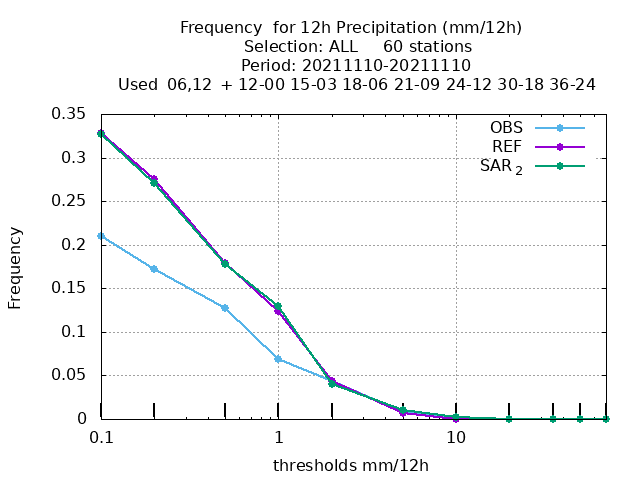 Frequency  for 12h Precipitation (mm/12h)
Selection: ALL     60 stations
Period: 20211110-20211110
Used  06,12  + 12-00 15-03 18-06 21-09 24-12 30-18 36-24
OBS
REF
SAR 2
0.35
0.3
0.25
0.2
0.15
0.1
0.05
0
Frequency
0.1
1
10
thresholds mm/12h